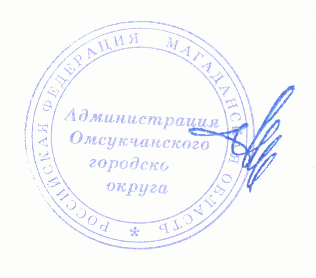 РОССИЙСКАЯ ФЕДЕРАЦИЯ МАГАДАНСКАЯ ОБЛАСТЬ *
Администрация
Омсукчанского
городско
округа